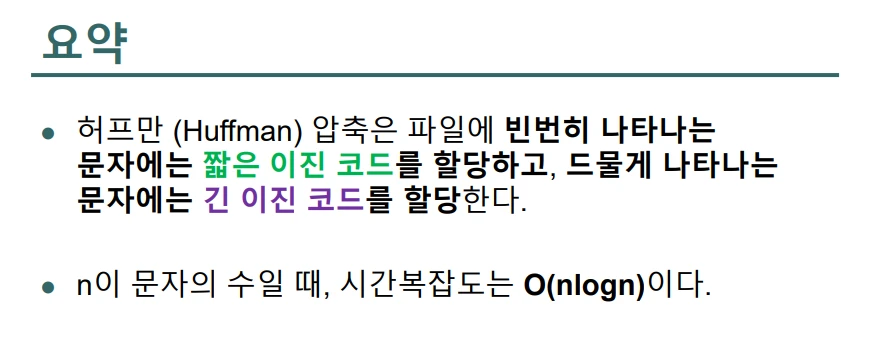 요약
● 허프만 (Huffman) 압축은 파일에 빈번히 나타나는
문자에는 짧은 이진 코드를 할당하고, 드물게 나타나는
문자에는 긴 이진 코드를 할당한다.
● n이 문자의 수일 때, 시간복잡도는 O(nlogn)이다.